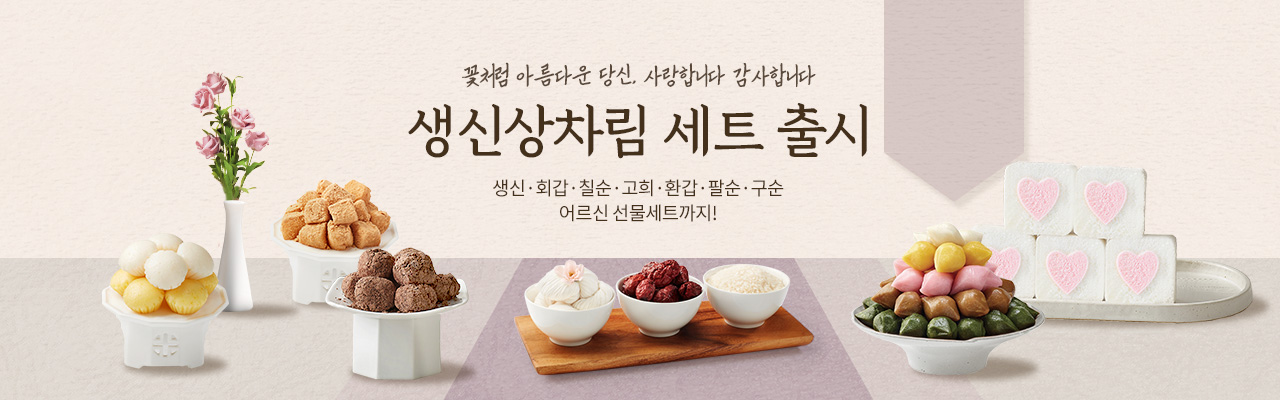 꽃처럼 아름다운 당신, 사랑합니다 감사합니다
생신상차림 세트 출시
생신·회갑·칠순·고희·환갑·팔순·구순
어르신 선물세트까지!